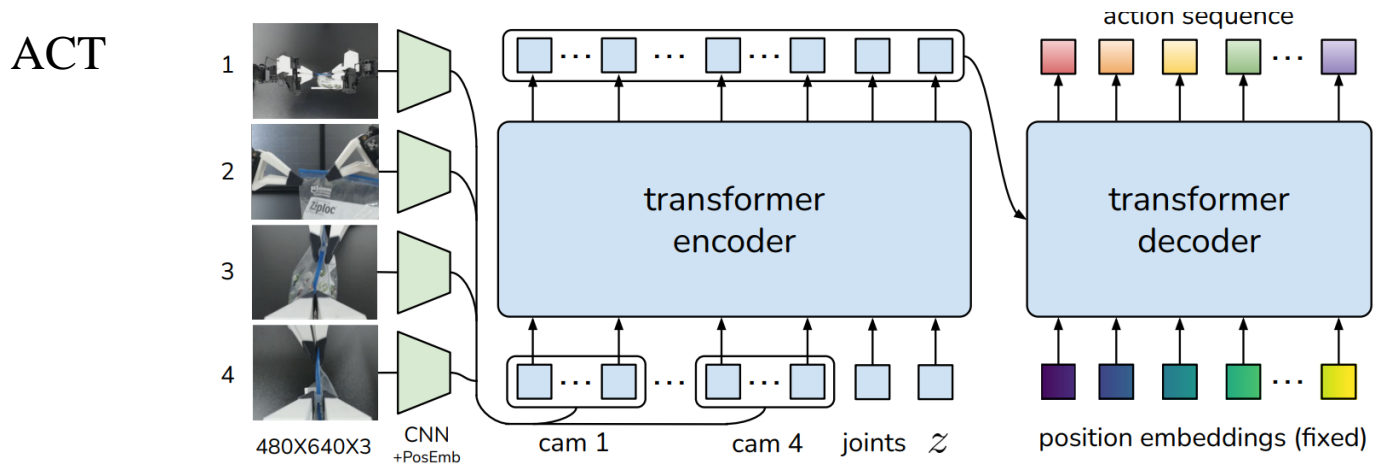 ACT
1
2
3
4
Ziploc
480X640X3
CNN
+PosEmb
transformer
encoder
cam 1
cam 4
joints
z
action sequence
transformer
decoder
position embeddings (fixed)